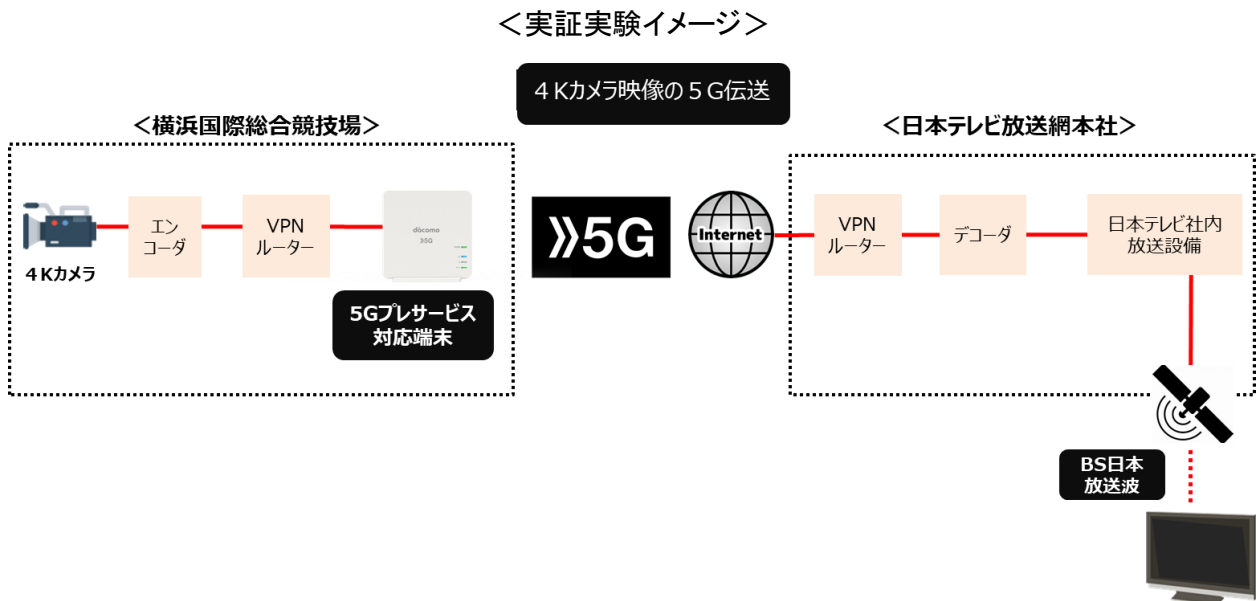 ＜実証実験イメージ＞
４Kカメラ映像の５G伝送
＜横浜国際総合競技場＞
＜日本テレビ放送網本社＞
４Kカメラ
エン
コーダ
VPN
ルーター
döcomo
5G
5Gプレサービス
対応端末
5G
Internet
VPN
ルーター
デコーダ
日本テレビ社内
放送設備
BS日本
放送波